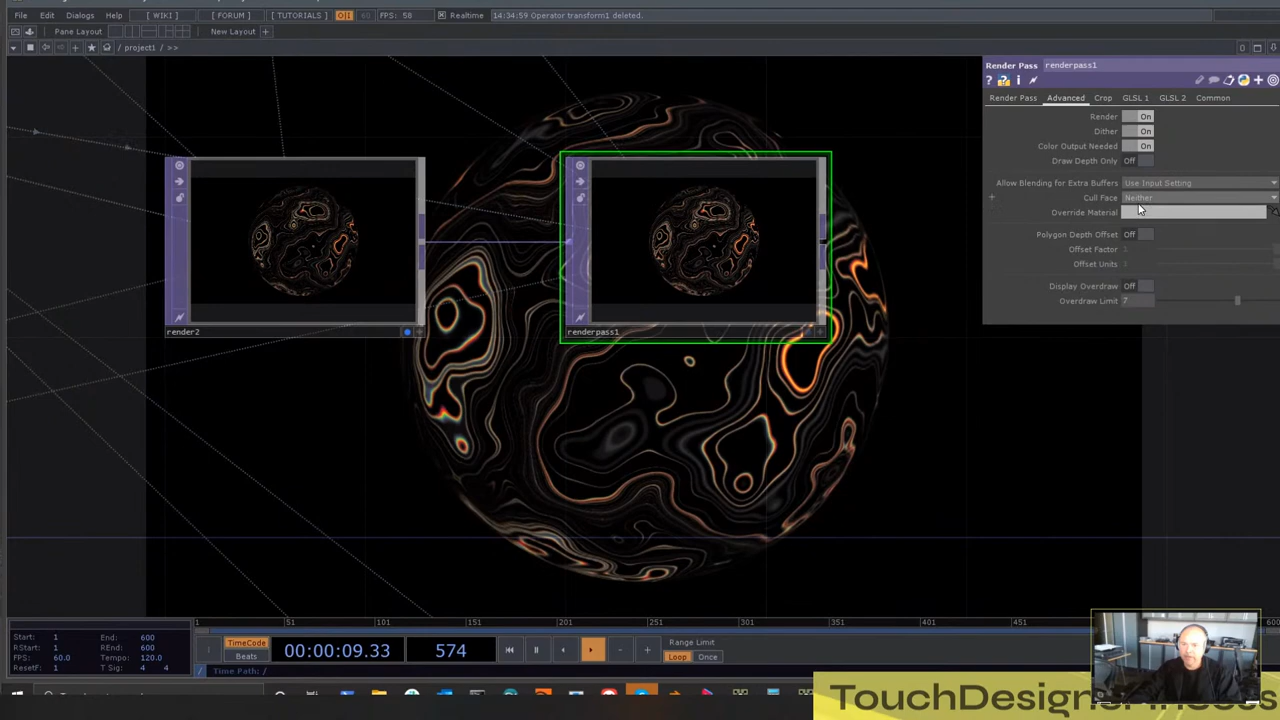 File Edit Dialogs Help [ WIKI ] [ FORUM ] [ TUTORIALS ] O|I 60 FPS: 58 Realtime 14:34:59 Operator transform1 deleted.
Pane Layout New Layout +
/ project1 / >>
Render Pass renderpass1
Render Pass Advanced Crop GLSL 1 GLSL 2 Common
Render On
Dither On
Color Output Needed On
Draw Depth Only Off
Allow Blending for Extra Buffers Use Input Setting
Cull Face Neither
Override Material
Polygon Depth Offset Off
Offset Factor 1
Offset Units 1
Display Overdraw Off
Overdraw Limit 7
render2
renderpass1
1 51 101 151 201 251 301 351 401 451 600
Start: 1 End: 600
RStart: 1 REnd: 600
FPS: 60.0 Tempo: 120.0
ResetF: 1 T Sig: 4 4
TimeCode
Beats
00:00:09.33
574
Range Limit
Loop Once
/ Time Path: /